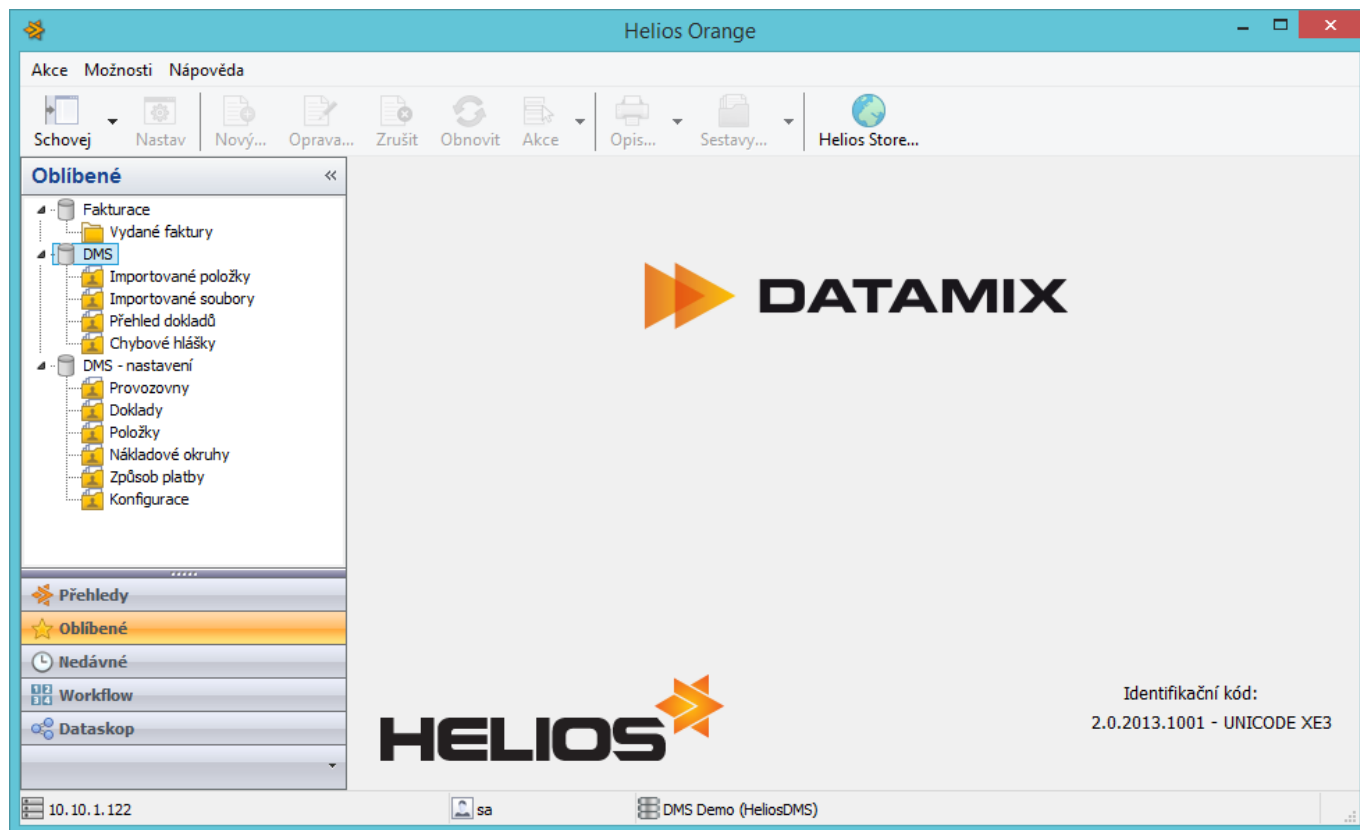 Helios Orange
Akce Možnosti Nápověda
Schovej Nastav Nový... Oprava... Zrušit Obnovit Akce Opis... Sestavy... Helios Store...
Oblíbené
Fakturace
Vydané faktury
DMS
Importované položky
Importované soubory
Přehled dokladů
Chybové hlášky
DMS - nastavení
Provozovny
Doklady
Položky
Nákladové okruhy
Způsob platby
Konfigurace
DATAMIX
Přehledy
Oblíbené
Nedávné
Workflow
Dataskop
HELIOS
Identifikační kód:
2.0.2013.1001 - UNICODE XE3
10.10.1.122 sa DMS Demo (HeliosDMS)